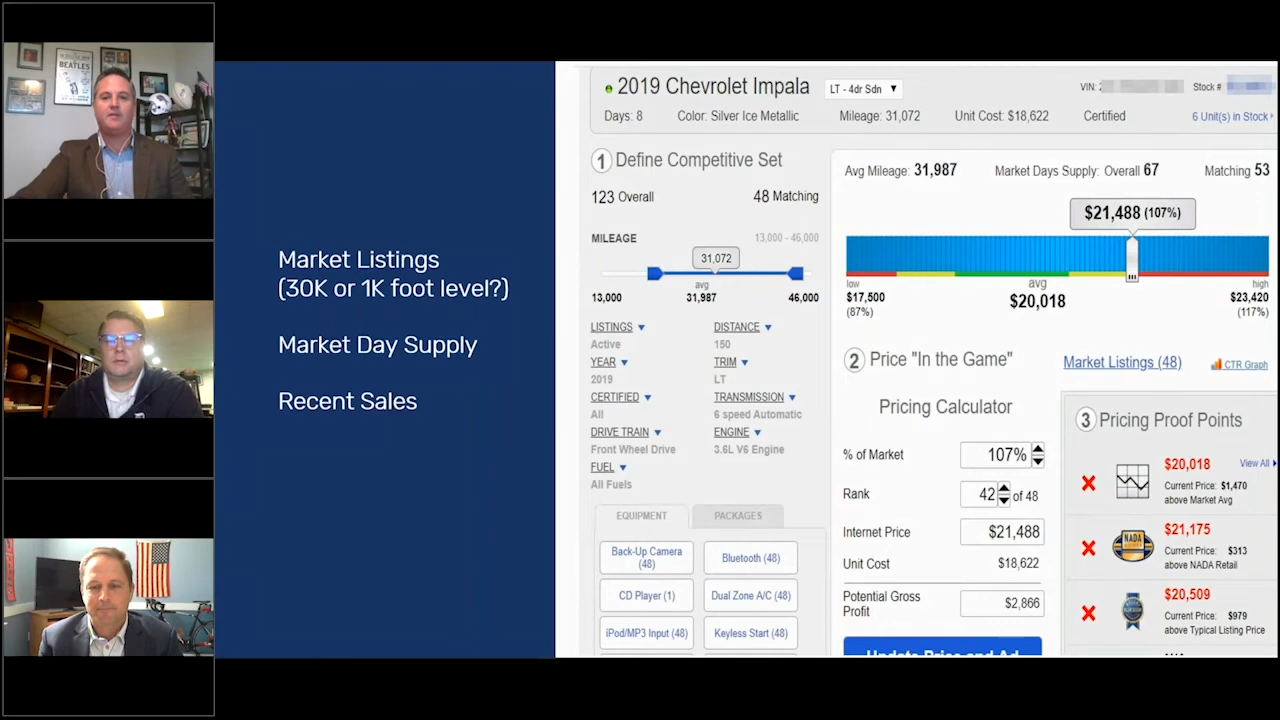 BEATLES
Market Listings
(30K or 1K foot level?)
Market Day Supply
Recent Sales
2019 Chevrolet Impala
LT - 4dr Sdn ▼
VIN: 2
Stock #
Days: 8
Color: Silver Ice Metallic
Mileage: 31,072
Unit Cost: $18,622
Certified
6 Unit(s) in Stock
1 Define Competitive Set
123 Overall
48 Matching
MILEAGE
13,000 - 46,000
31,072
avg
13,000
31,987
46,000
LISTINGS ▼
DISTANCE ▼
Active
150
YEAR ▼
TRIM ▼
2019
LT
CERTIFIED ▼
TRANSMISSION ▼
All
6 speed Automatic
DRIVE TRAIN ▼
ENGINE ▼
Front Wheel Drive
3.6L V6 Engine
FUEL ▼
All Fuels
EQUIPMENT
PACKAGES
Back-Up Camera
(48)
Bluetooth (48)
CD Player (1)
Dual Zone A/C (48)
iPod/MP3 Input (48)
Keyless Start (48)
Avg Mileage: 31,987
Market Days Supply: Overall 67
Matching 53
$21,488 (107%)
low
avg
high
$17,500
$20,018
$23,420
(87%)
(117%)
2 Price "In the Game"
Market Listings (48)
CTR Graph
Pricing Calculator
% of Market
107%
Rank
42 of 48
Internet Price
$21,488
Unit Cost
$18,622
Potential Gross
Profit
$2,866
Update Price and Ad
3 Pricing Proof Points
$20,018
View All
Current Price: $1,470
above Market Avg
NADA
$21,175
Current Price: $313
above NADA Retail
$20,509
Current Price: $979
above Typical Listing Price